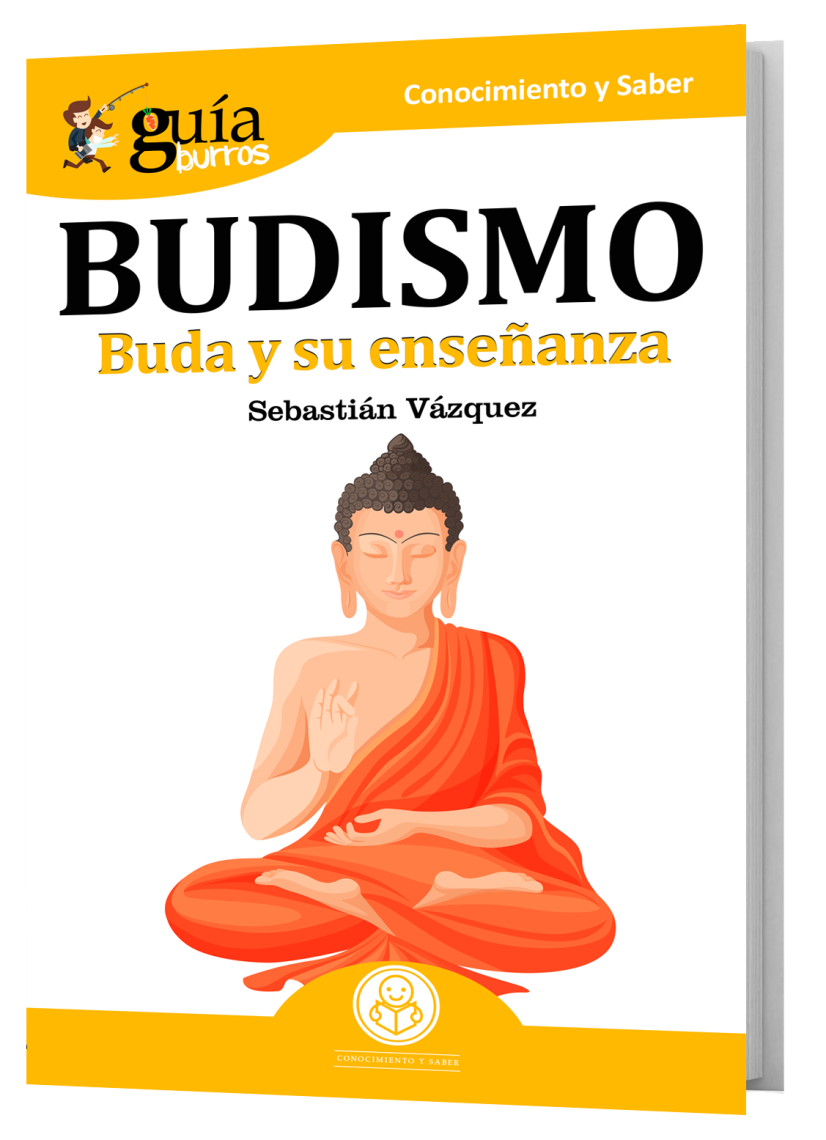 Conocimiento y Saber
guía
burros
BUDISMO
Buda y su enseñanza
Sebastián Vázquez
CONOCIMIENTO Y SABER